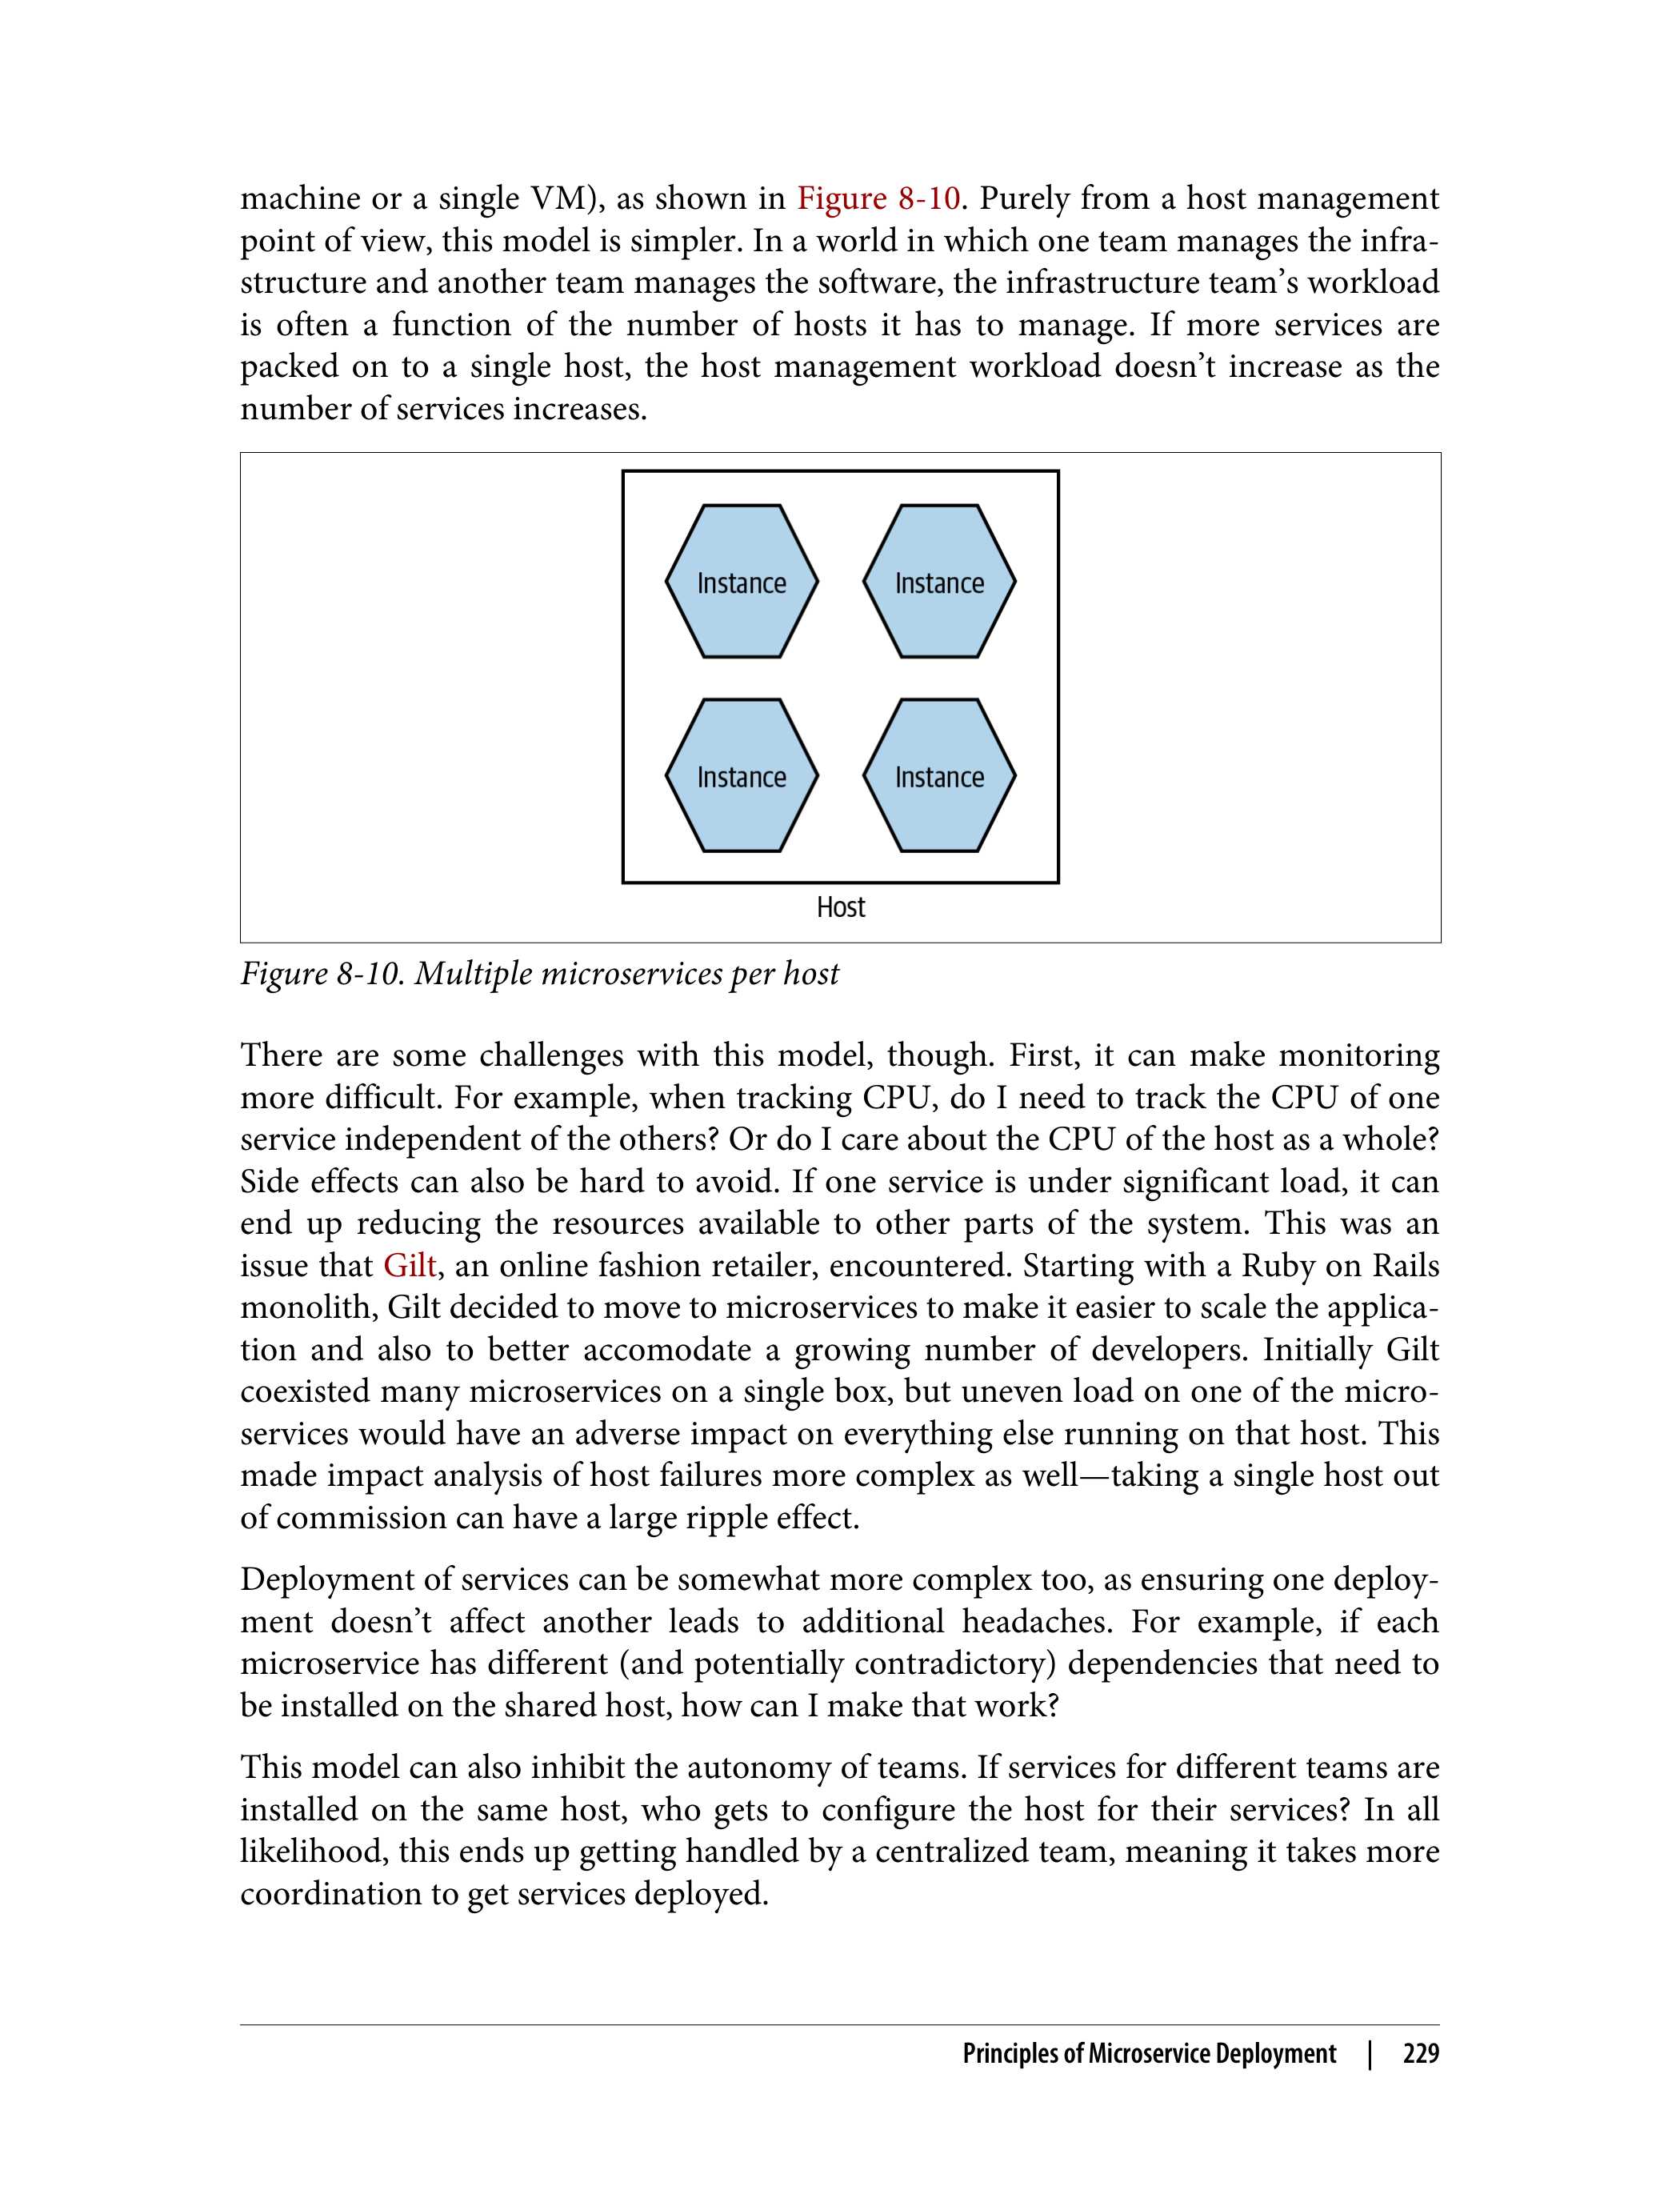 machine or a single VM), as shown in Figure 8-10. Purely from a host management
point of view, this model is simpler. In a world in which one team manages the infra-
structure and another team manages the software, the infrastructure team’s workload
is often a function of the number of hosts it has to manage. If more services are
packed on to a single host, the host management workload doesn’t increase as the
number of services increases.
Instance Instance
Instance Instance
Host
Figure 8-10. Multiple microservices per host
There are some challenges with this model, though. First, it can make monitoring
more difficult. For example, when tracking CPU, do I need to track the CPU of one
service independent of the others? Or do I care about the CPU of the host as a whole?
Side effects can also be hard to avoid. If one service is under significant load, it can
end up reducing the resources available to other parts of the system. This was an
issue that Gilt, an online fashion retailer, encountered. Starting with a Ruby on Rails
monolith, Gilt decided to move to microservices to make it easier to scale the applica-
tion and also to better accomodate a growing number of developers. Initially Gilt
coexisted many microservices on a single box, but uneven load on one of the micro-
services would have an adverse impact on everything else running on that host. This
made impact analysis of host failures more complex as well—taking a single host out
of commission can have a large ripple effect.
Deployment of services can be somewhat more complex too, as ensuring one deploy-
ment doesn’t affect another leads to additional headaches. For example, if each
microservice has different (and potentially contradictory) dependencies that need to
be installed on the shared host, how can I make that work?
This model can also inhibit the autonomy of teams. If services for different teams are
installed on the same host, who gets to configure the host for their services? In all
likelihood, this ends up getting handled by a centralized team, meaning it takes more
coordination to get services deployed.
Principles of Microservice Deployment | 229